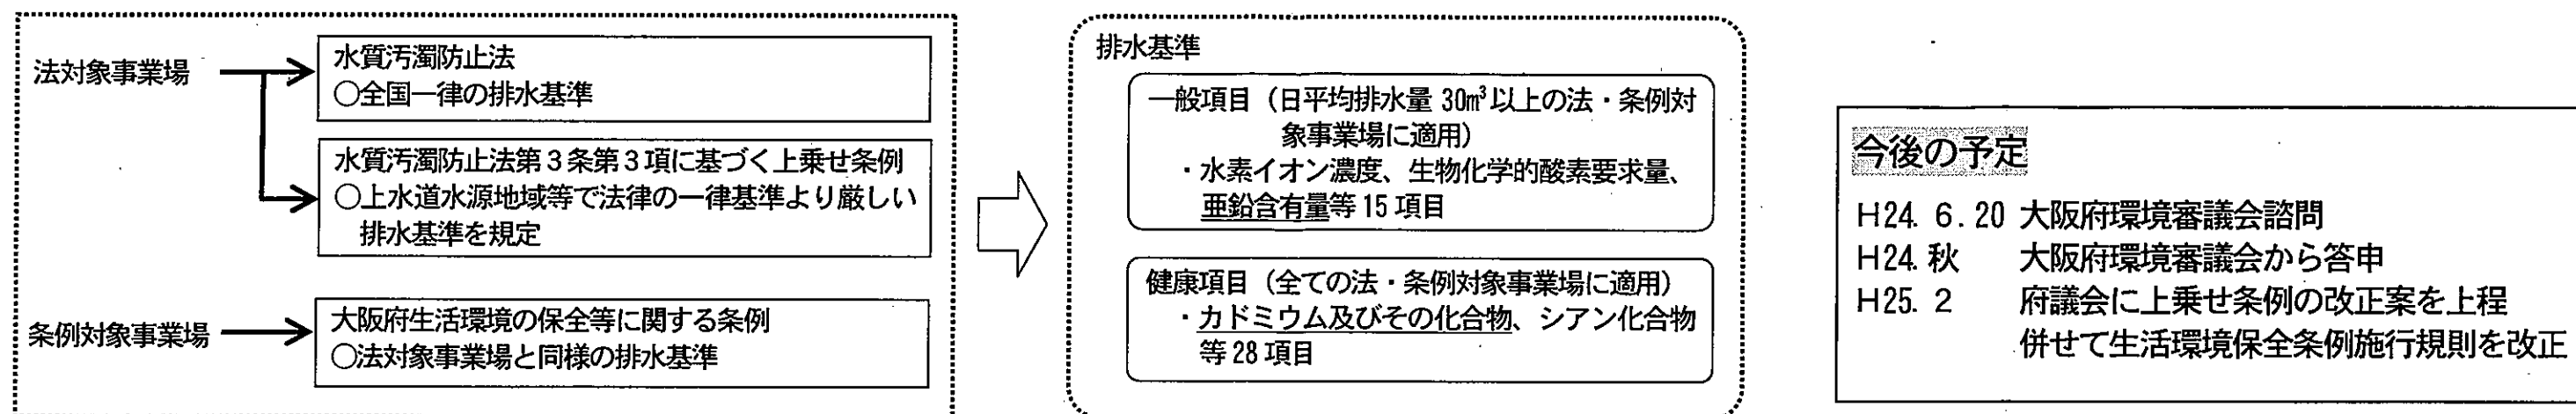 法対象事業場
水質汚濁防止法
○全国一律の排水基準
水質汚濁防止法第3条第3項に基づく上乗せ条例
○上水道水源地域等で法律の一律基準より厳しい
排水基準を規定
条例対象事業場
大阪府生活環境の保全等に関する条例
○法対象事業場と同様の排水基準
排水基準
一般項目（日平均排水量 30㎥以上の法・条例対
象事業場に適用）
・水素イオン濃度、生物化学的酸素要求量、
亜鉛含有量等 15 項目
健康項目（全ての法・条例対象事業場に適用）
・カドミウム及びその化合物、シアン化合物
等 28 項目
今後の予定
H24. 6.20 大阪府環境審議会諮問
H24. 秋 大阪府環境審議会から答申
H25. 2 府議会に上乗せ条例の改正案を上程
併せて生活環境保全条例施行規則を改正